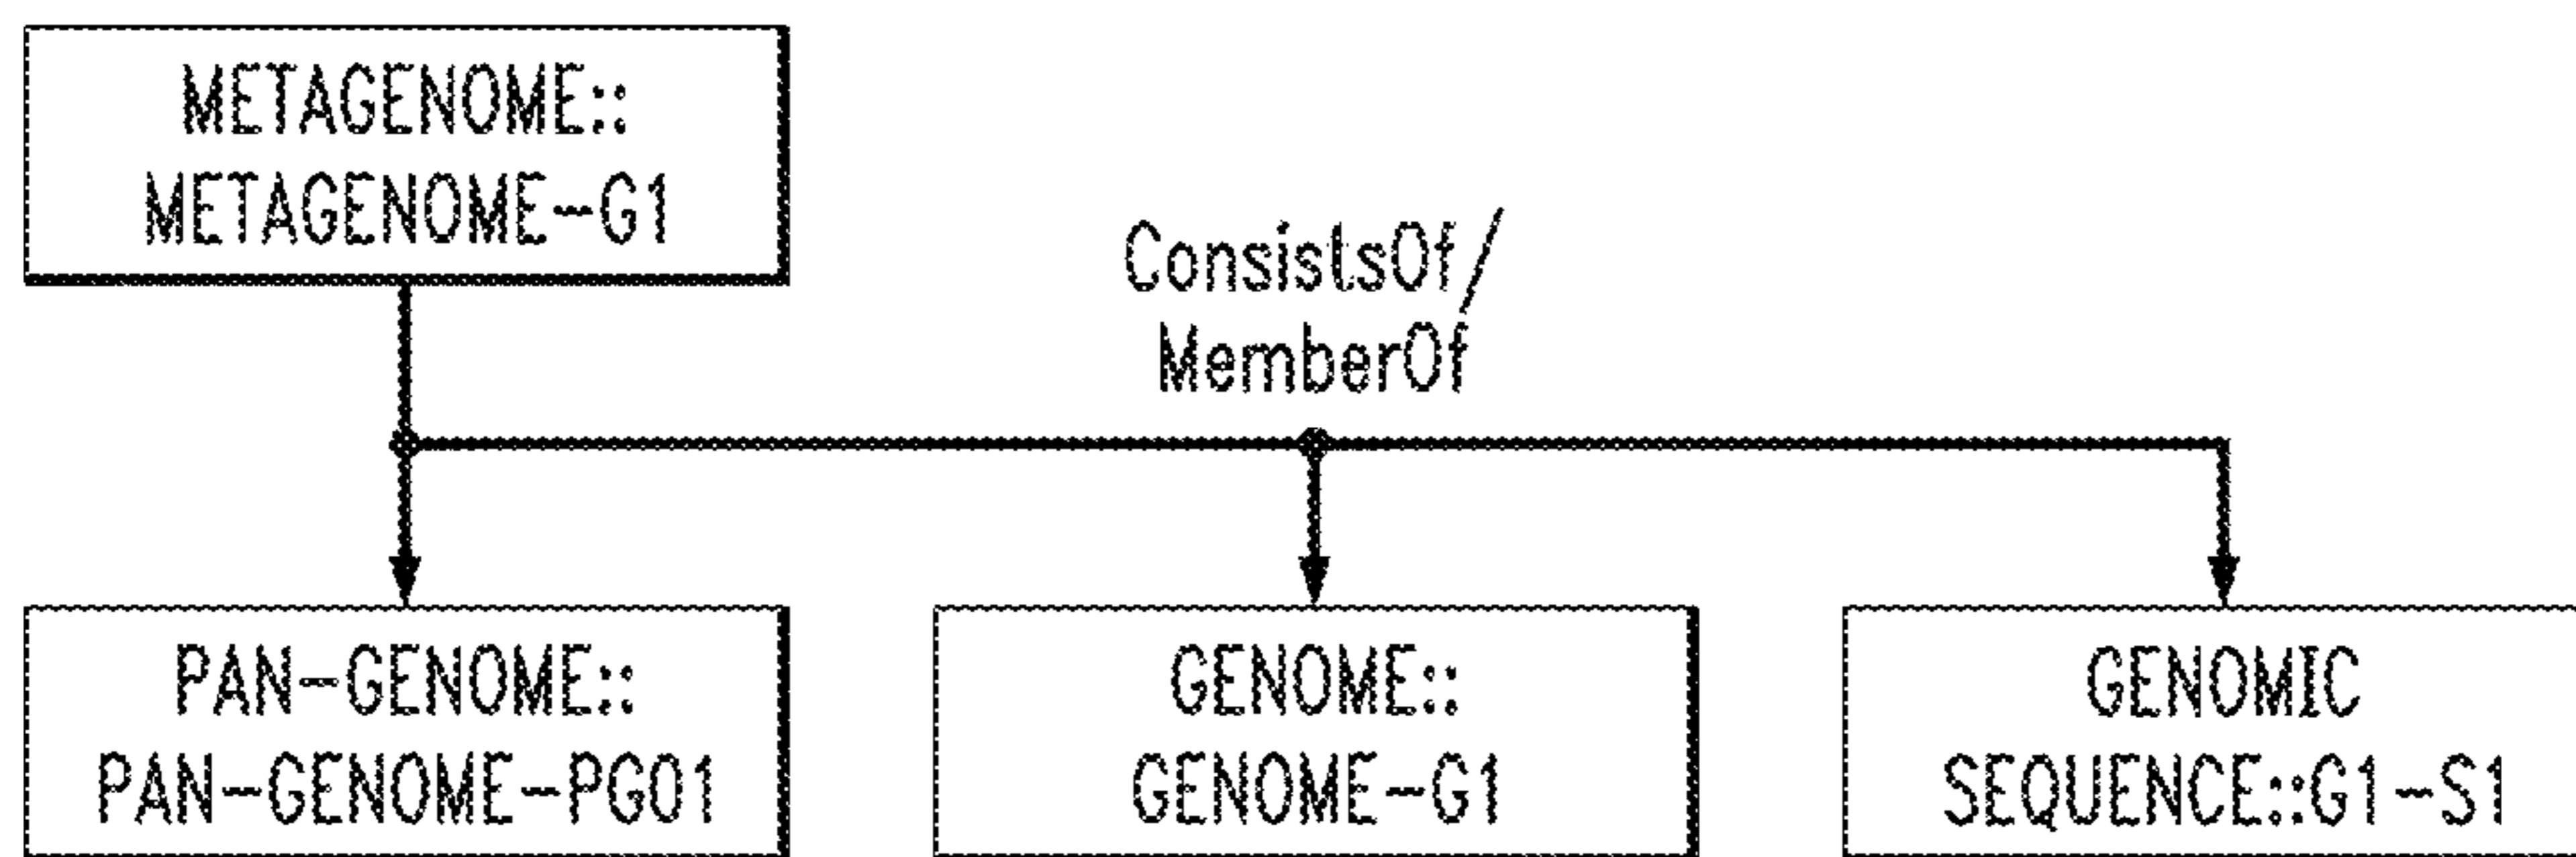 METAGENOME::
METAGENOME-G1
ConsistsOf/
MemberOf
PAN-GENOME::
PAN-GENOME-PG01
GENOME::
GENOME-G1
GENOMIC
SEQUENCE::G1-S1